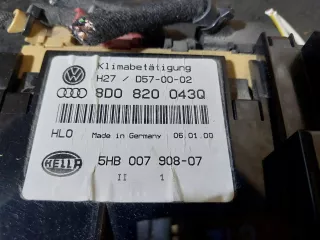 Klimabetätigung
H27 / D57-00-02
8D0 820 043Q
HLO Made in Germany 06.01.00
HELLA 5HB 007 908-07
II 1